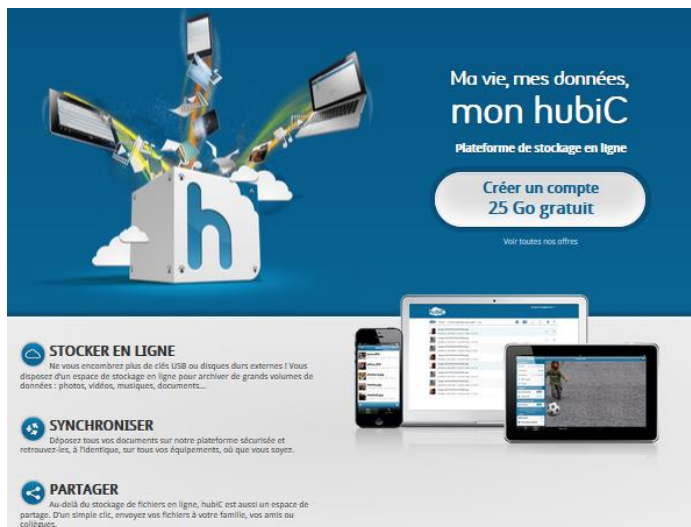 Ma vie, mes données,
mon hubiC
Plateforme de stockage en ligne
Créer un compte
25 Go gratuit
Voir toutes nos offres
h
hubiC
STOCKER EN LIGNE
Ne vous encombrez plus de clés USB ou disques durs externes ! Vous
disposez d'un espace de stockage en ligne pour archiver de grands volumes de
données : photos, vidéos, musiques, documents...
SYNCHRONISER
Déposez tous vos documents sur notre plateforme sécurisée et
retrouvez-les, à l'identique, sur tous vos équipements, où que vous soyez.
PARTAGER
Au-delà du stockage de fichiers en ligne, hubiC est aussi un espace de
partage. D'un simple clic, envoyez vos fichiers à votre famille, vos amis ou
collègues.